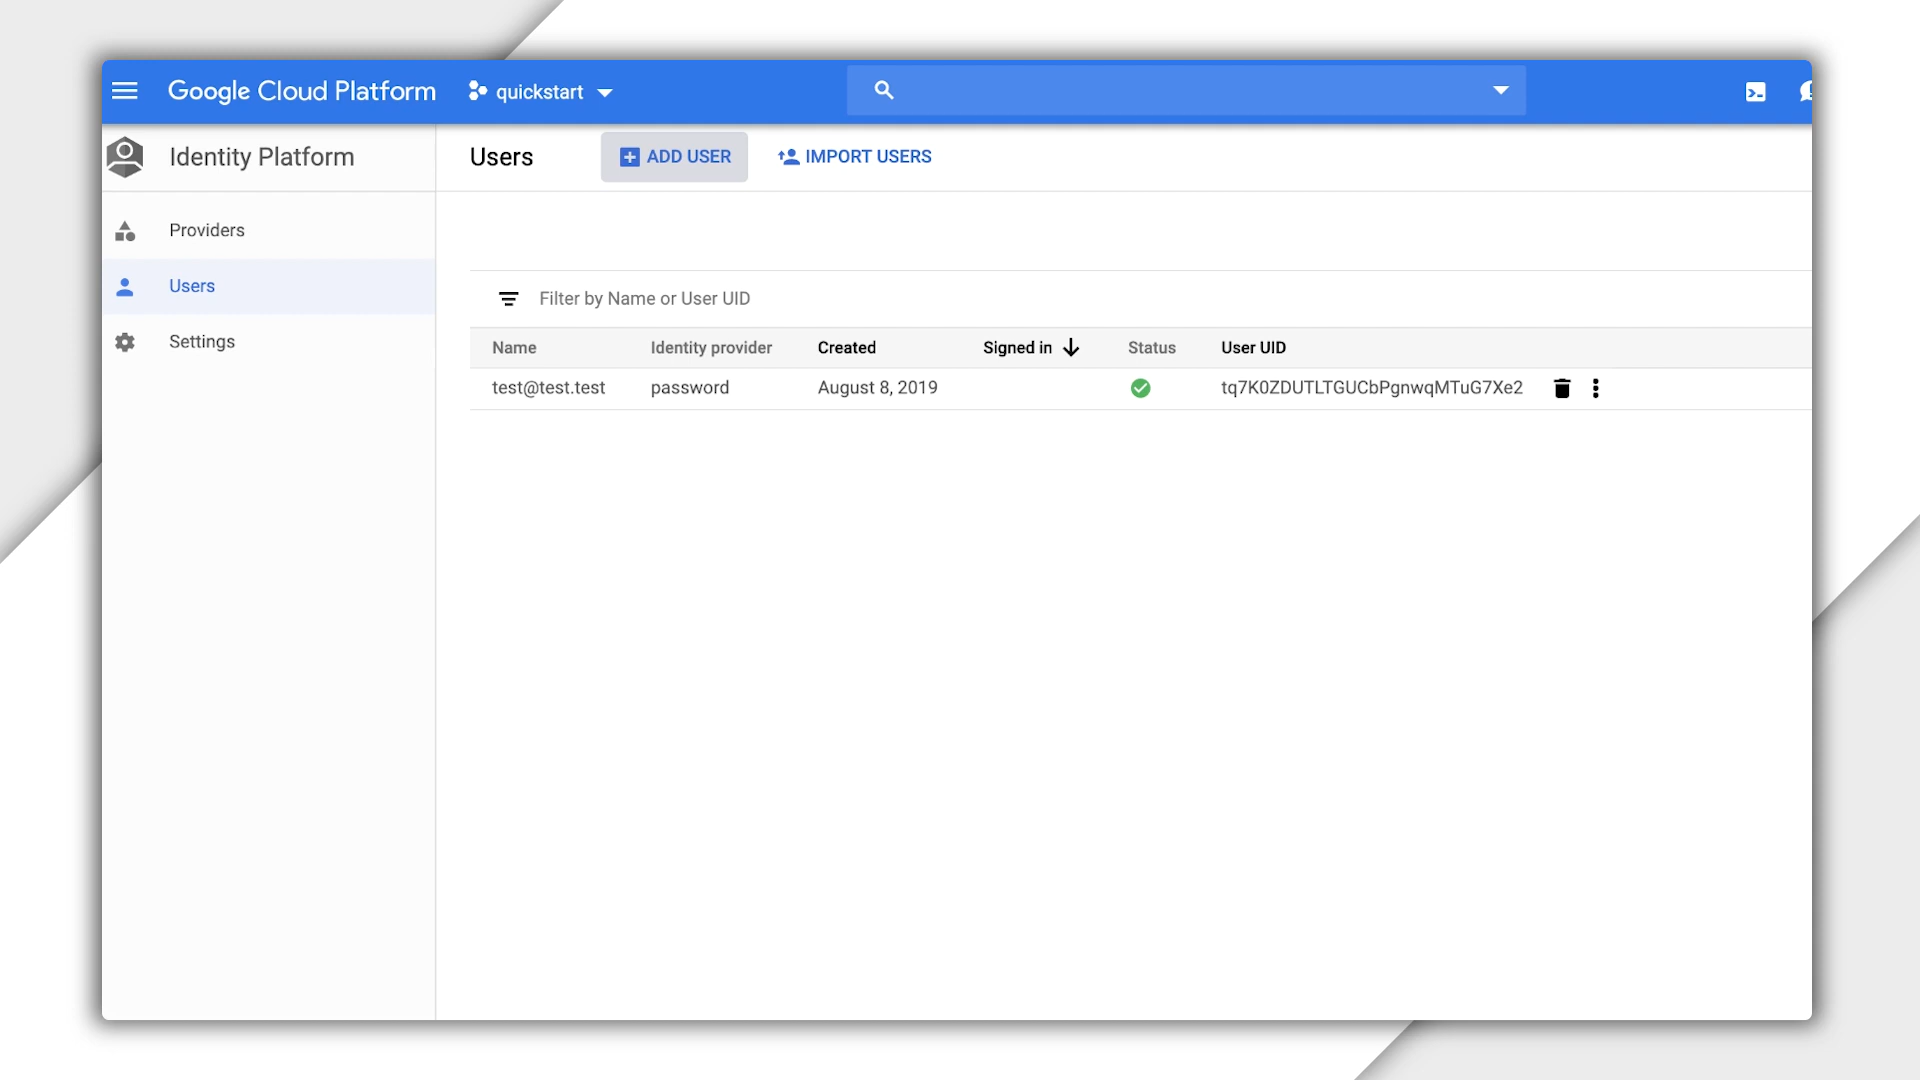 Google Cloud Platform quickstart
Identity Platform
Users ADD USER IMPORT USERS
Providers
Users
Settings
Filter by Name or User UID
Name Identity provider Created Signed in Status User UID
test@test.test password August 8, 2019 tq7K0ZDUTLTGUCbPgnwqMTuG7Xe2